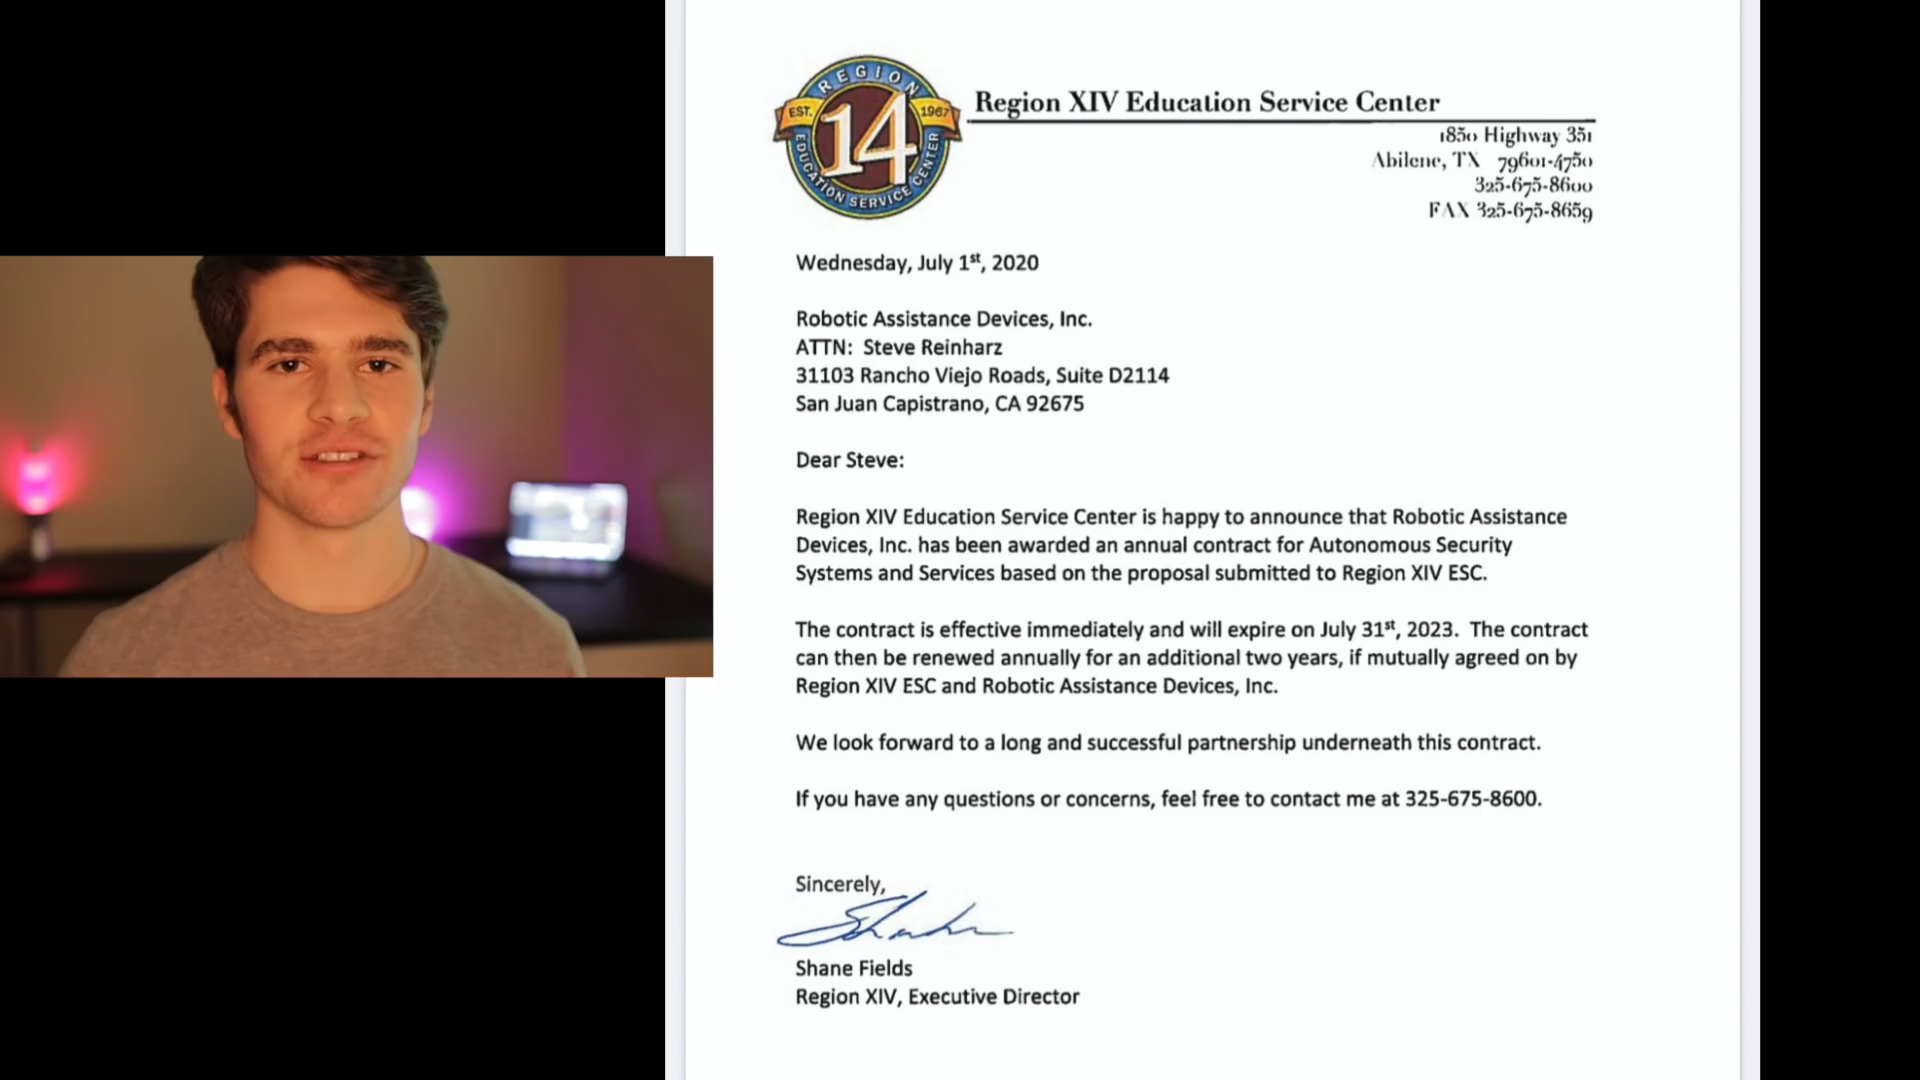 REGION
EST. 1967
14
EDUCATION SERVICE CENTER
Region XIV Education Service Center
1850 Highway 351
Abilene, TX 79601-4750
325-675-8600
FAX 325-675-8659
Wednesday, July 1st, 2020
Robotic Assistance Devices, Inc.
ATTN: Steve Reinharz
31103 Rancho Viejo Roads, Suite D2114
San Juan Capistrano, CA 92675
Dear Steve:
Region XIV Education Service Center is happy to announce that Robotic Assistance
Devices, Inc. has been awarded an annual contract for Autonomous Security
Systems and Services based on the proposal submitted to Region XIV ESC.
The contract is effective immediately and will expire on July 31st, 2023. The contract
can then be renewed annually for an additional two years, if mutually agreed on by
Region XIV ESC and Robotic Assistance Devices, Inc.
We look forward to a long and successful partnership underneath this contract.
If you have any questions or concerns, feel free to contact me at 325-675-8600.
Sincerely,
Shane Fields
Region XIV, Executive Director